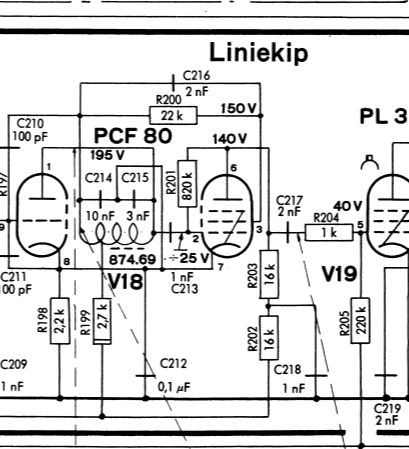 Liniekip
C216
2 nF
R200
22 k
150 V
C210
100 pF
PCF 80
140 V
PL 3
195 V
1
6
R197
C214
C215
R201
820 k
10 nF
3 nF
C217
2 nF
R204
1 k
40 V
5
9
2
3
874.69
÷25 V
8
7
V18
1 nF
C213
V19
C211
100 pF
R198
2,2 k
R199
2,7 k
R203
16 k
R202
16 k
R205
220 k
C209
1 nF
C212
0,1 µF
C218
1 nF
C219
2 nF